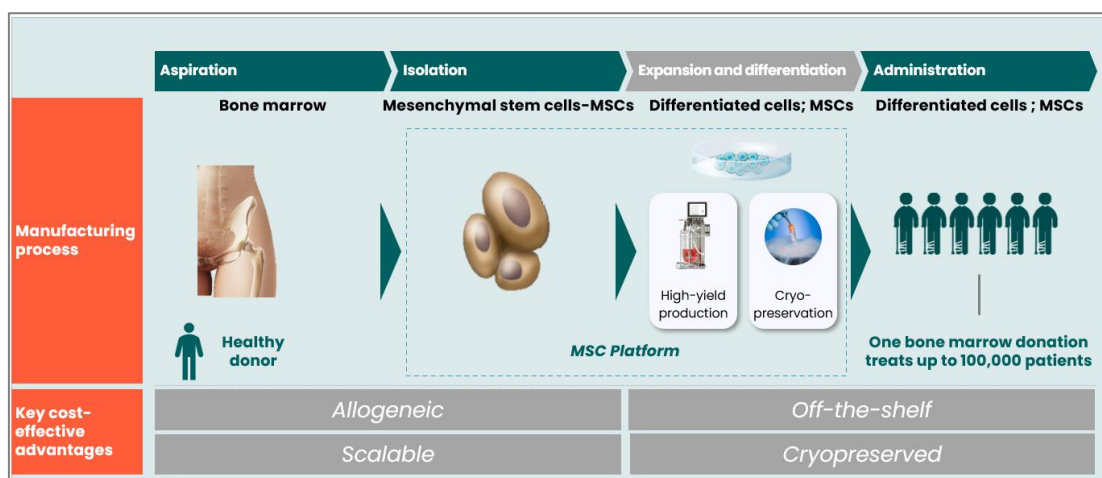 Aspiration
Isolation
Expansion and differentiation
Administration
Bone marrow
Mesenchymal stem cells-MSCs
Differentiated cells; MSCs
Differentiated cells ; MSCs
Manufacturing
process
High-yield
production
Cryo-
preservation
Healthy
donor
MSC Platform
One bone marrow donation
treats up to 100,000 patients
Key cost-
effective
advantages
Allogeneic
Off-the-shelf
Scalable
Cryopreserved